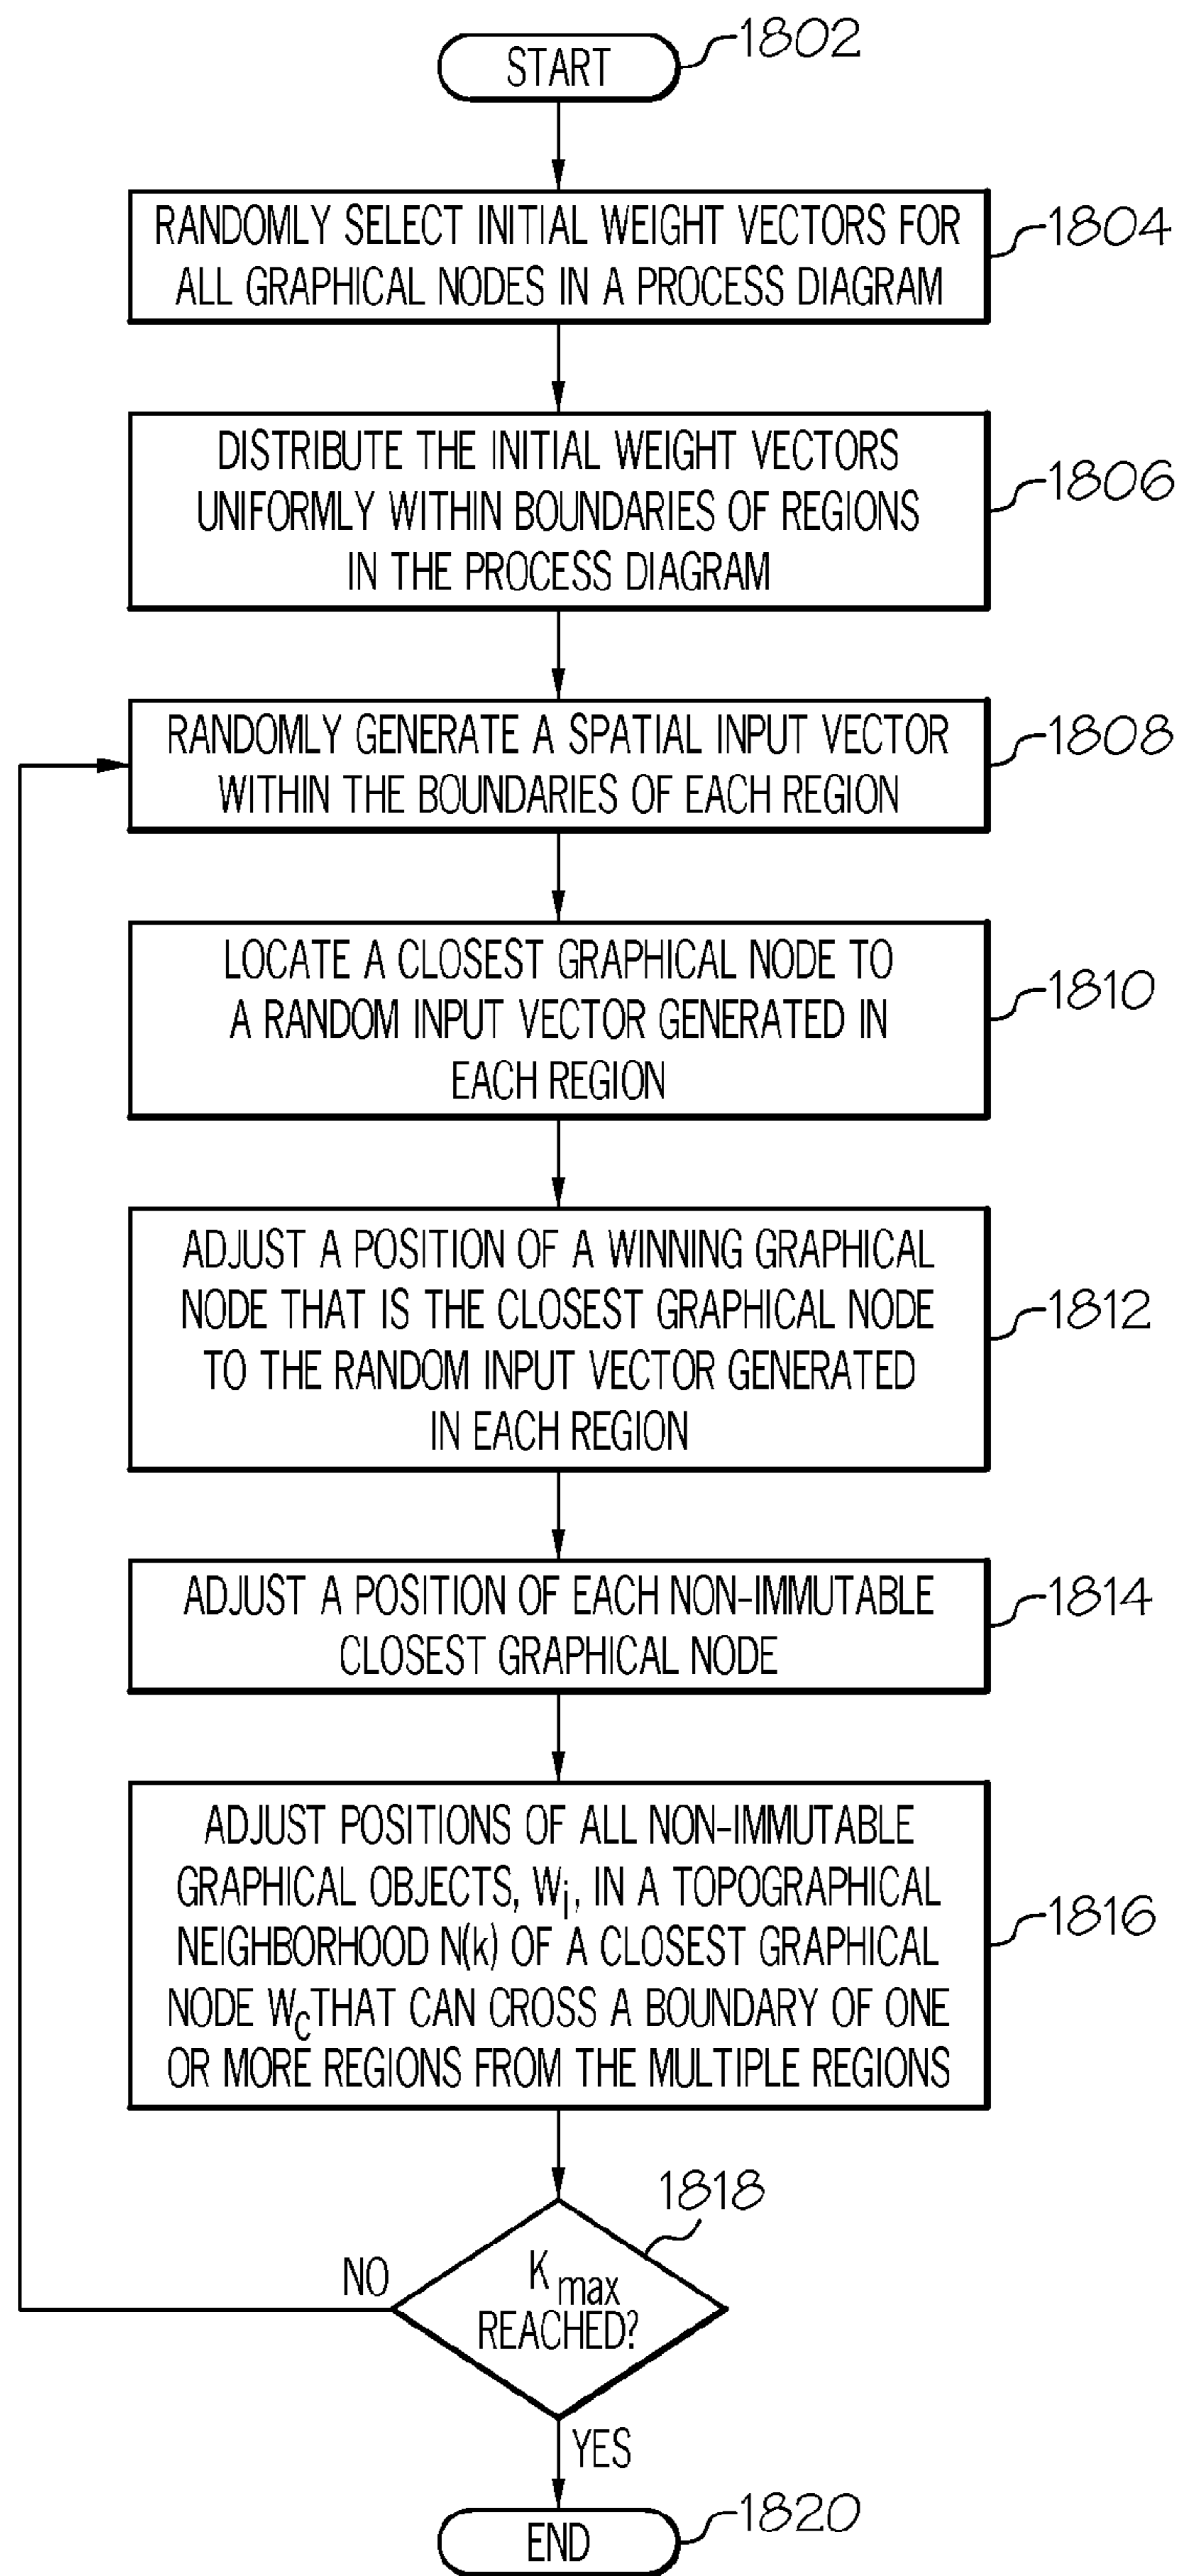 START
1802
RANDOMLY SELECT INITIAL WEIGHT VECTORS FOR
ALL GRAPHICAL NODES IN A PROCESS DIAGRAM
1804
DISTRIBUTE THE INITIAL WEIGHT VECTORS
UNIFORMLY WITHIN BOUNDARIES OF REGIONS
IN THE PROCESS DIAGRAM
1806
RANDOMLY GENERATE A SPATIAL INPUT VECTOR
WITHIN THE BOUNDARIES OF EACH REGION
1808
LOCATE A CLOSEST GRAPHICAL NODE TO
A RANDOM INPUT VECTOR GENERATED IN
EACH REGION
1810
ADJUST A POSITION OF A WINNING GRAPHICAL
NODE THAT IS THE CLOSEST GRAPHICAL NODE
TO THE RANDOM INPUT VECTOR GENERATED
IN EACH REGION
1812
ADJUST A POSITION OF EACH NON-IMMUTABLE
CLOSEST GRAPHICAL NODE
1814
ADJUST POSITIONS OF ALL NON-IMMUTABLE
GRAPHICAL OBJECTS, Wi, IN A TOPOGRAPHICAL
NEIGHBORHOOD N(k) OF A CLOSEST GRAPHICAL
NODE WC THAT CAN CROSS A BOUNDARY OF ONE
OR MORE REGIONS FROM THE MULTIPLE REGIONS
1816
1818
NO
Kmax
REACHED?
YES
END
1820